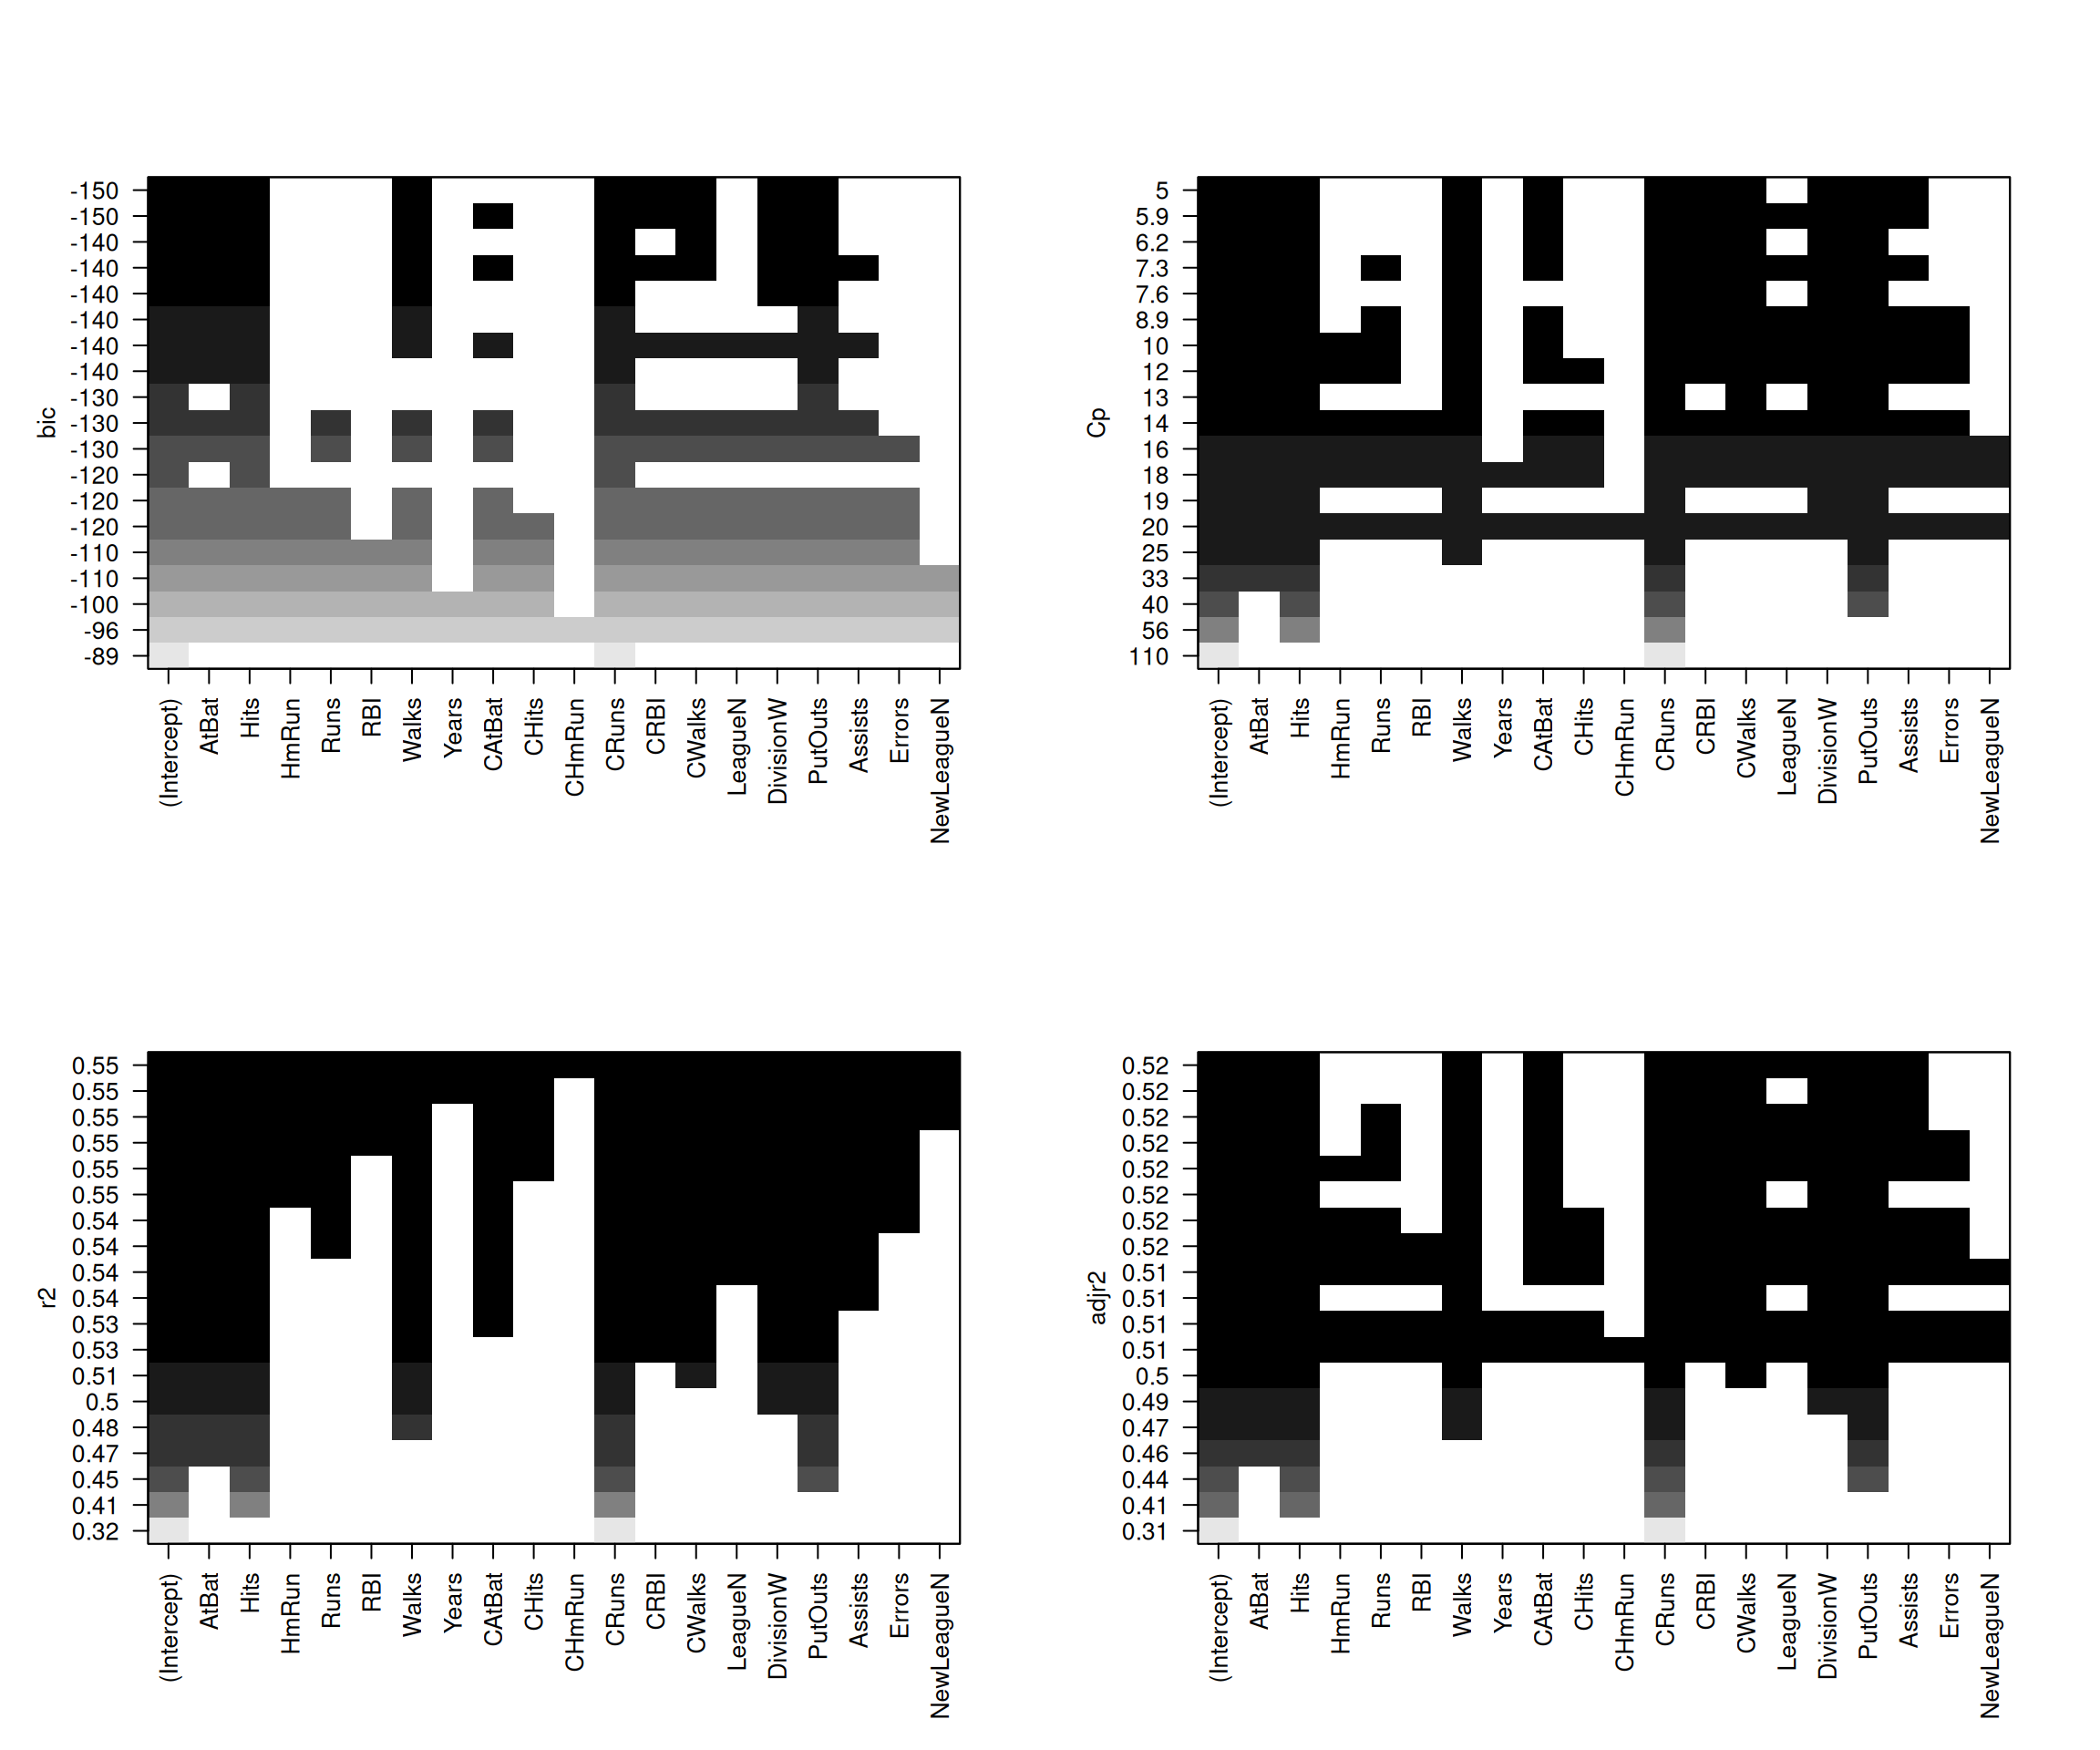 bic
-150
-150
-140
-140
-140
-140
-140
-140
-130
-130
-130
-120
-120
-120
-110
-110
-100
-96
-89
(Intercept)
AtBat
Hits
HmRun
Runs
RBI
Walks
Years
CAtBat
CHits
CHmRun
CRuns
CRBI
CWalks
LeagueN
DivisionW
PutOuts
Assists
Errors
NewLeagueN
Cp
5
5.9
6.2
7.3
7.6
8.9
10
12
13
14
16
18
19
20
25
33
40
56
110
(Intercept)
AtBat
Hits
HmRun
Runs
RBI
Walks
Years
CAtBat
CHits
CHmRun
CRuns
CRBI
CWalks
LeagueN
DivisionW
PutOuts
Assists
Errors
NewLeagueN
r2
0.55
0.55
0.55
0.55
0.55
0.55
0.54
0.54
0.54
0.54
0.53
0.53
0.51
0.5
0.48
0.47
0.45
0.41
0.32
(Intercept)
AtBat
Hits
HmRun
Runs
RBI
Walks
Years
CAtBat
CHits
CHmRun
CRuns
CRBI
CWalks
LeagueN
DivisionW
PutOuts
Assists
Errors
NewLeagueN
adjr2
0.52
0.52
0.52
0.52
0.52
0.52
0.52
0.52
0.51
0.51
0.51
0.51
0.5
0.49
0.47
0.46
0.44
0.41
0.31
(Intercept)
AtBat
Hits
HmRun
Runs
RBI
Walks
Years
CAtBat
CHits
CHmRun
CRuns
CRBI
CWalks
LeagueN
DivisionW
PutOuts
Assists
Errors
NewLeagueN